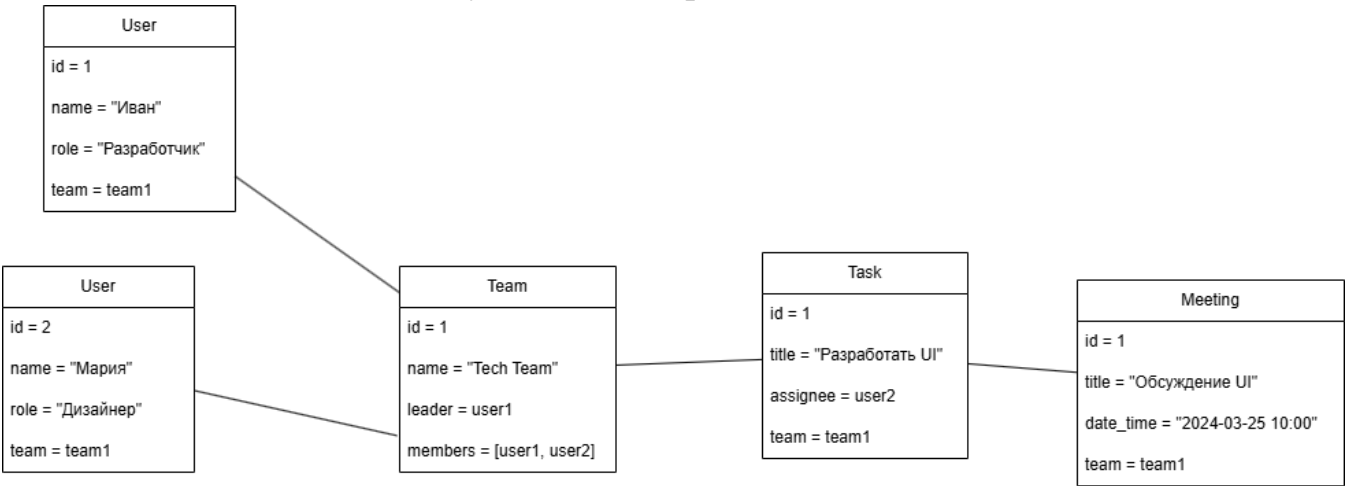 User
id = 1
name = "Иван"
role = "Разработчик"
team = team1
User
id = 2
name = "Мария"
role = "Дизайнер"
team = team1
Team
id = 1
name = "Tech Team"
leader = user1
members = [user1, user2]
Task
id = 1
title = "Разработать UI"
assignee = user2
team = team1
Meeting
id = 1
title = "Обсуждение UI"
date_time = "2024-03-25 10:00"
team = team1